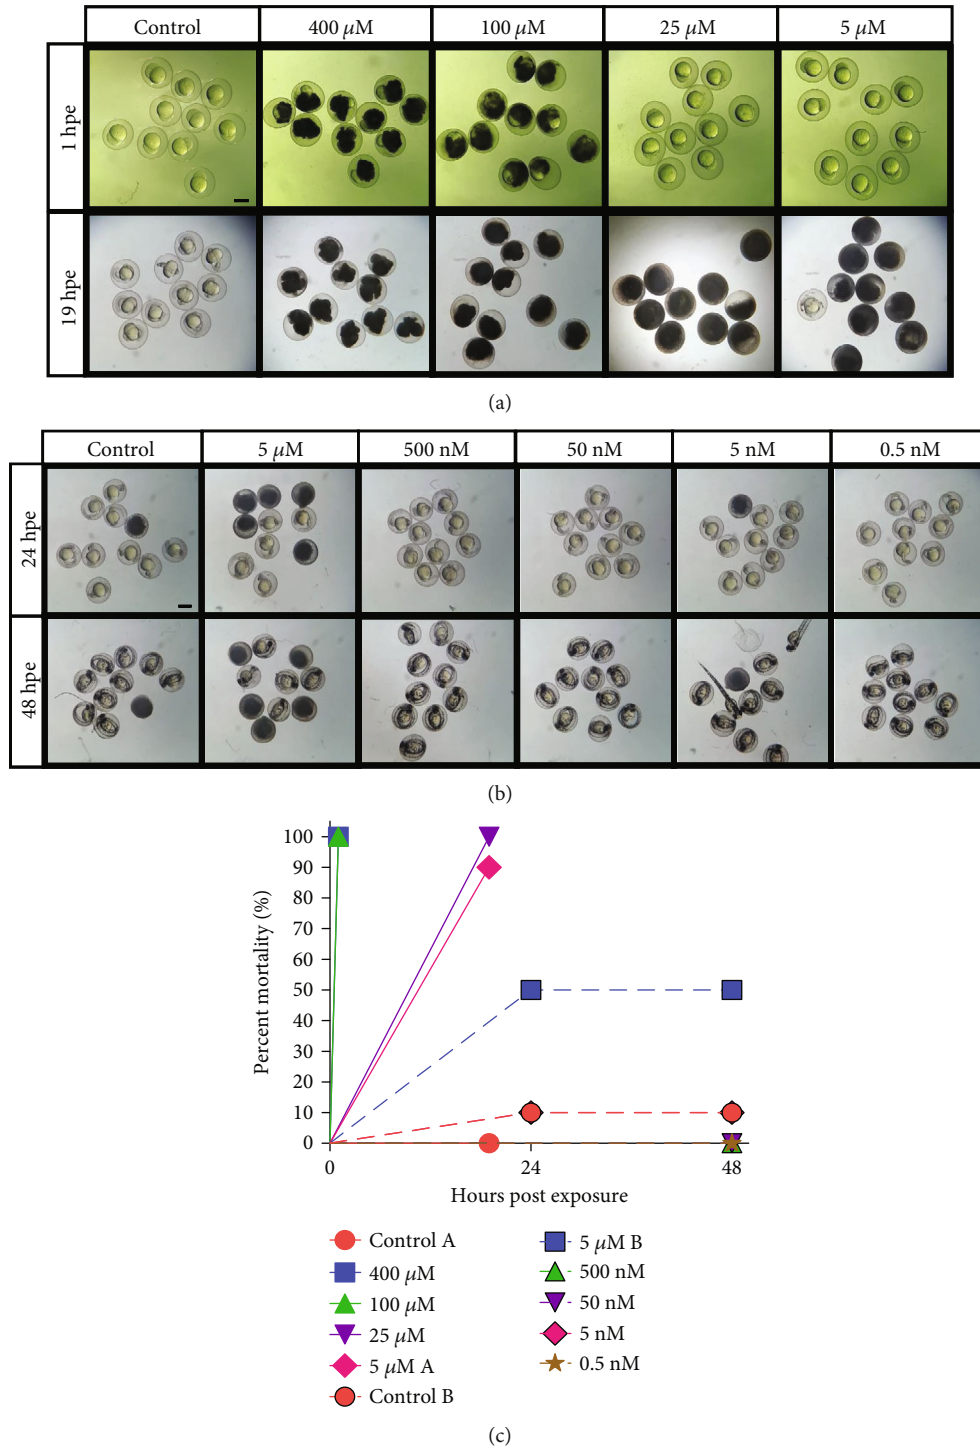 Control 400 μM 100 μM 25 μM 5 μM
1 hpe
19 hpe
(a)
Control 5 μM 500 nM 50 nM 5 nM 0.5 nM
24 hpe
48 hpe
(b)
100
90
80
70
60
50
40
30
20
10
0
Percent mortality (%)
0 24 48
Hours post exposure
Control A
400 μM
100 μM
25 μM
5 μM A
Control B
5 μM B
500 nM
50 nM
5 nM
0.5 nM
(c)